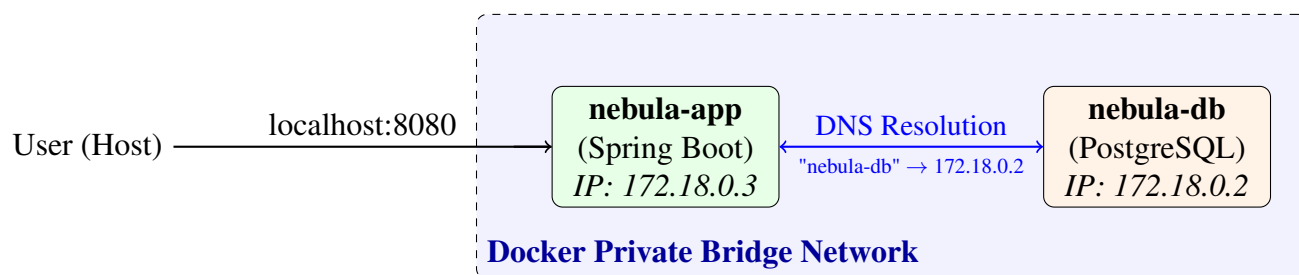 User (Host)
localhost:8080
nebula-app
(Spring Boot)
IP: 172.18.0.3
DNS Resolution
"nebula-db" → 172.18.0.2
nebula-db
(PostgreSQL)
IP: 172.18.0.2
Docker Private Bridge Network